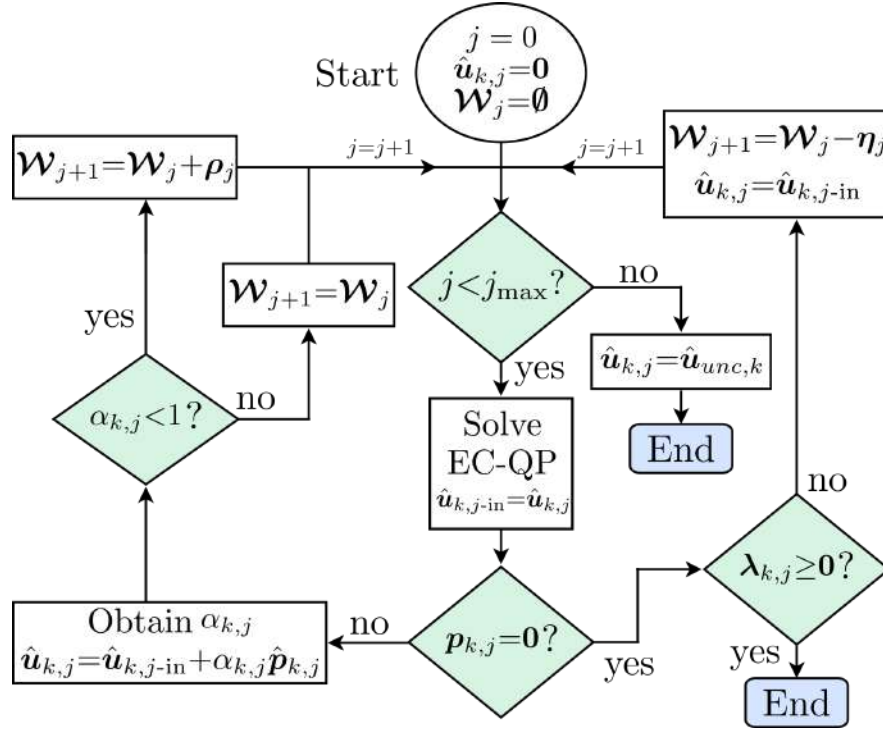 Start
j = 0
û_{k,j}=0
𝓦_j=∅
𝓦_{j+1}=𝓦_j+ρ_j
j=j+1
j=j+1
𝓦_{j+1}=𝓦_j−η_j
û_{k,j}=û_{k,j-in}
𝓦_{j+1}=𝓦_j
j<j_{max}?
no
yes
û_{k,j}=û_{unc,k}
End
yes
α_{k,j}<1?
no
Solve
EC-QP
û_{k,j-in}=û_{k,j}
no
λ_{k,j}≥0?
yes
End
Obtain α_{k,j}
û_{k,j}=û_{k,j-in}+α_{k,j}p̂_{k,j}
no
p_{k,j}=0?
yes